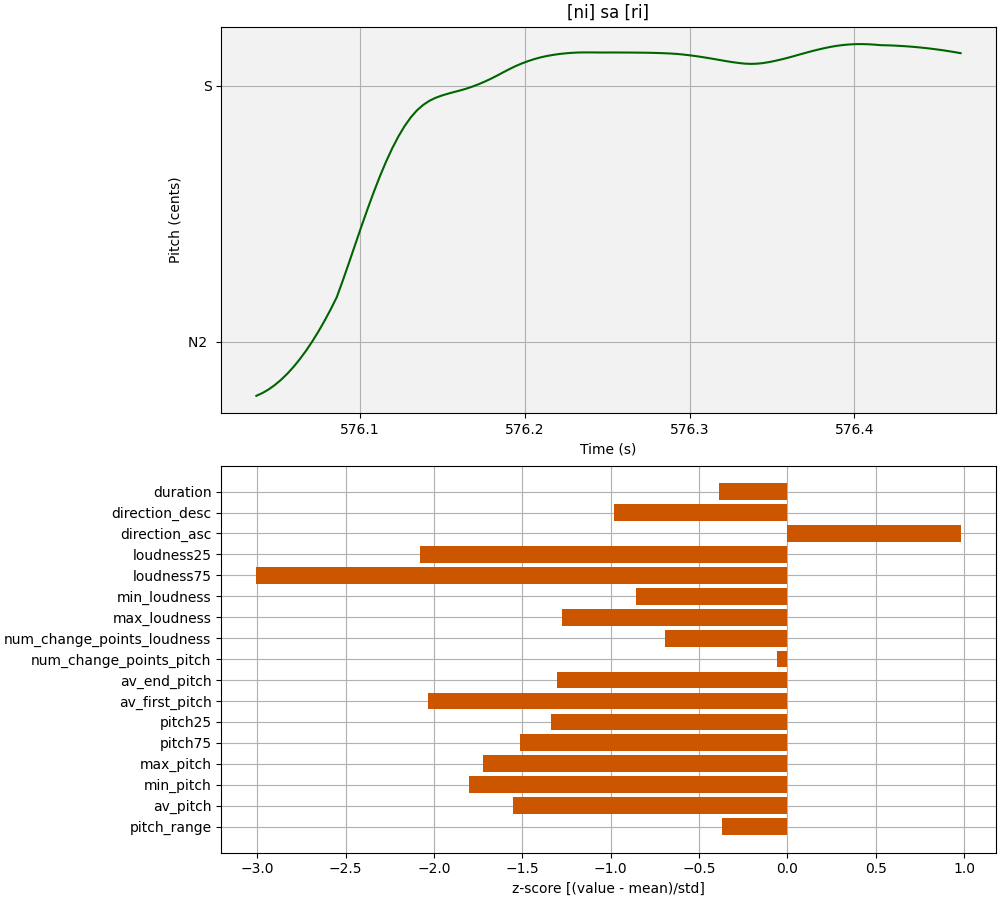 [ni] sa [ri]
S
N2
Pitch (cents)
576.1 576.2 576.3 576.4
Time (s)
duration
direction_desc
direction_asc
loudness25
loudness75
min_loudness
max_loudness
num_change_points_loudness
num_change_points_pitch
av_end_pitch
av_first_pitch
pitch25
pitch75
max_pitch
min_pitch
av_pitch
pitch_range
−3.0 −2.5 −2.0 −1.5 −1.0 −0.5 0.0 0.5 1.0
z-score [(value - mean)/std]